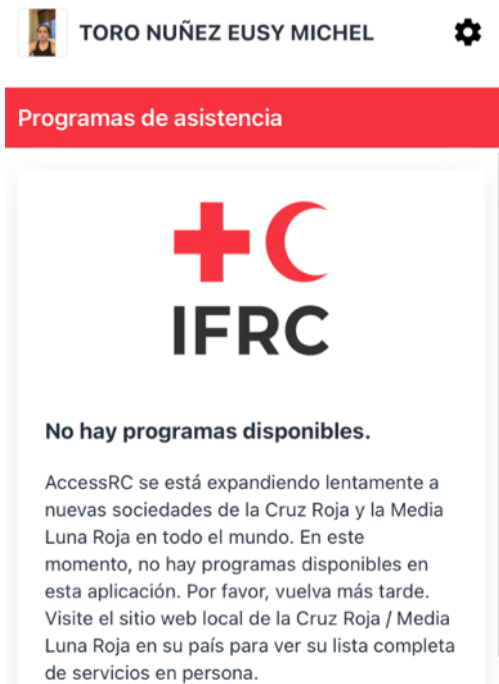 TORO NUÑEZ EUSY MICHEL
Programas de asistencia
IFRC
No hay programas disponibles.
AccessRC se está expandiendo lentamente a
nuevas sociedades de la Cruz Roja y la Media
Luna Roja en todo el mundo. En este
momento, no hay programas disponibles en
esta aplicación. Por favor, vuelva más tarde.
Visite el sitio web local de la Cruz Roja / Media
Luna Roja en su país para ver su lista completa
de servicios en persona.